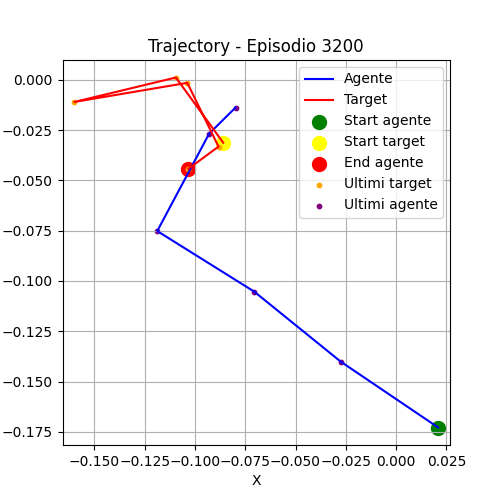 Trajectory - Episodio 3200
Agente
Target
Start agente
Start target
End agente
Ultimi target
Ultimi agente
0.000
−0.025
−0.050
−0.075
−0.100
−0.125
−0.150
−0.175
−0.150 −0.125 −0.100 −0.075 −0.050 −0.025 0.000 0.025
X